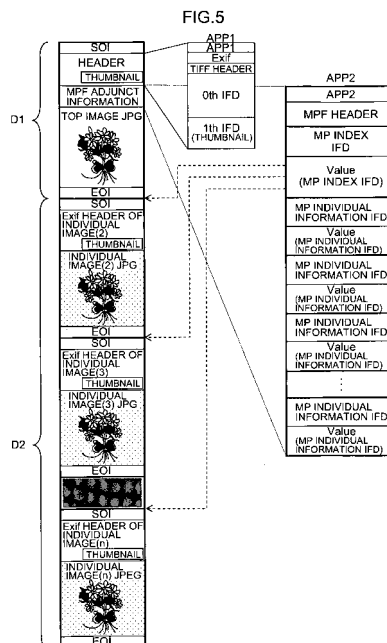 FIG.5
D1
SOI
HEADER
THUMBNAIL
MPF ADJUNCT
INFORMATION
TOP IMAGE JPG
EOI
D2
SOI
Exif HEADER OF
INDIVIDUAL
IMAGE(2)
THUMBNAIL
INDIVIDUAL
IMAGE(2) JPG
EOI
SOI
Exif HEADER OF
INDIVIDUAL
IMAGE(3)
THUMBNAIL
INDIVIDUAL
IMAGE(3) JPG
EOI
SOI
Exif HEADER OF
INDIVIDUAL
IMAGE(n)
THUMBNAIL
INDIVIDUAL
IMAGE(n) JPEG
EOI
APP1
APP1
Exif
TIFF HEADER
0th IFD
1th IFD
(THUMBNAIL)
APP2
APP2
MPF HEADER
MP INDEX
IFD
Value
(MP INDEX IFD)
MP INDIVIDUAL
INFORMATION IFD
Value
(MP INDIVIDUAL
INFORMATION IFD)
MP INDIVIDUAL
INFORMATION IFD
Value
(MP INDIVIDUAL
INFORMATION IFD)
MP INDIVIDUAL
INFORMATION IFD
Value
(MP INDIVIDUAL
INFORMATION IFD)
⋮
MP INDIVIDUAL
INFORMATION IFD
Value
(MP INDIVIDUAL
INFORMATION IFD)